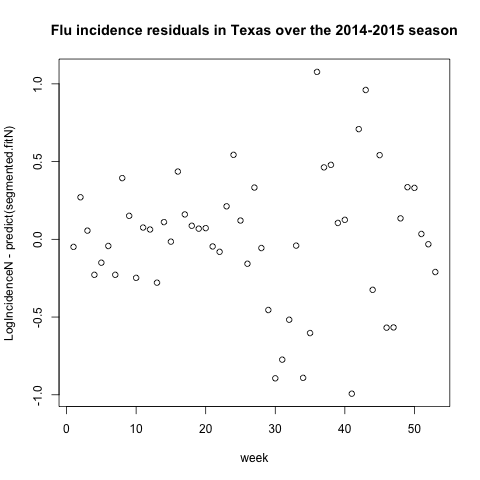 Flu incidence residuals in Texas over the 2014-2015 season
LogIncidenceN - predict(segmented.fitN)
1.0
0.5
0.0
-0.5
-1.0
0 10 20 30 40 50
week